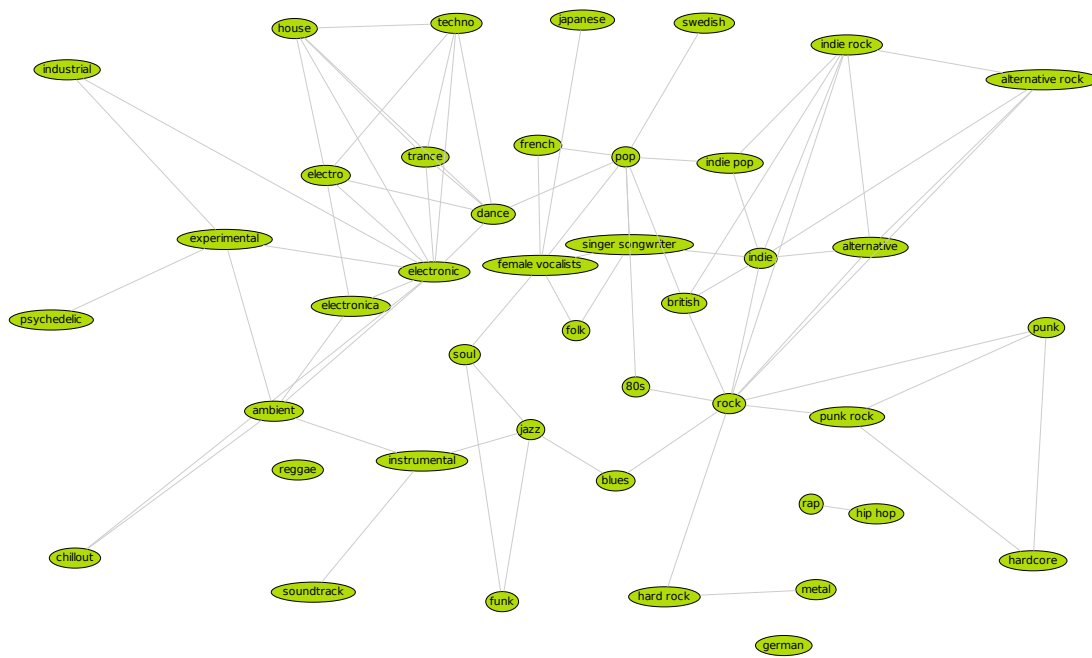 techno
japanese
swedish
house
indie rock
industrial
alternative rock
french
trance
pop
indie pop
electro
dance
experimental
singer songwriter
alternative
indie
female vocalists
electronic
electronica
british
psychedelic
folk
punk
soul
80s
rock
ambient
punk rock
jazz
instrumental
reggae
blues
rap
hip hop
chillout
hardcore
soundtrack
metal
hard rock
funk
german